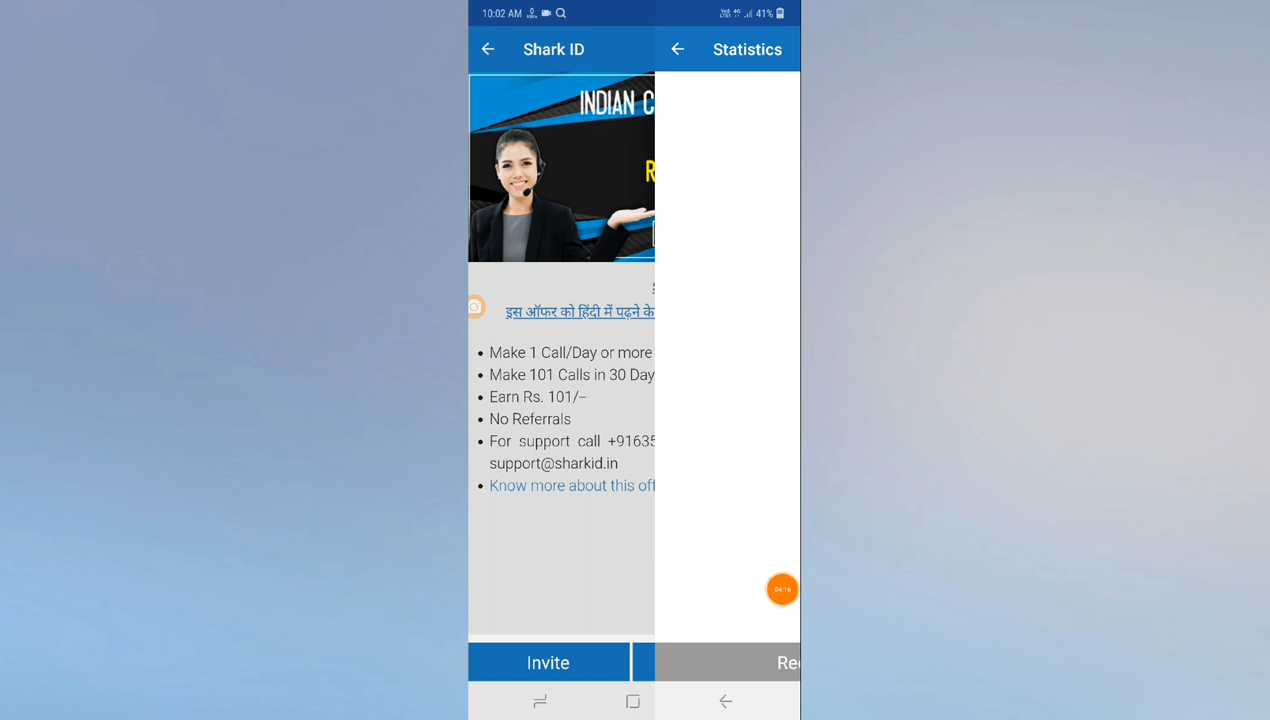 10:02 AM 41%
Shark ID
Statistics
INDIAN C
R
इस ऑफर को हिंदी में पढ़ने के
Make 1 Call/Day or more
Make 101 Calls in 30 Day
Earn Rs. 101/-
No Referrals
For support call +91635
support@sharkid.in
Know more about this off
04:16
Invite
Re